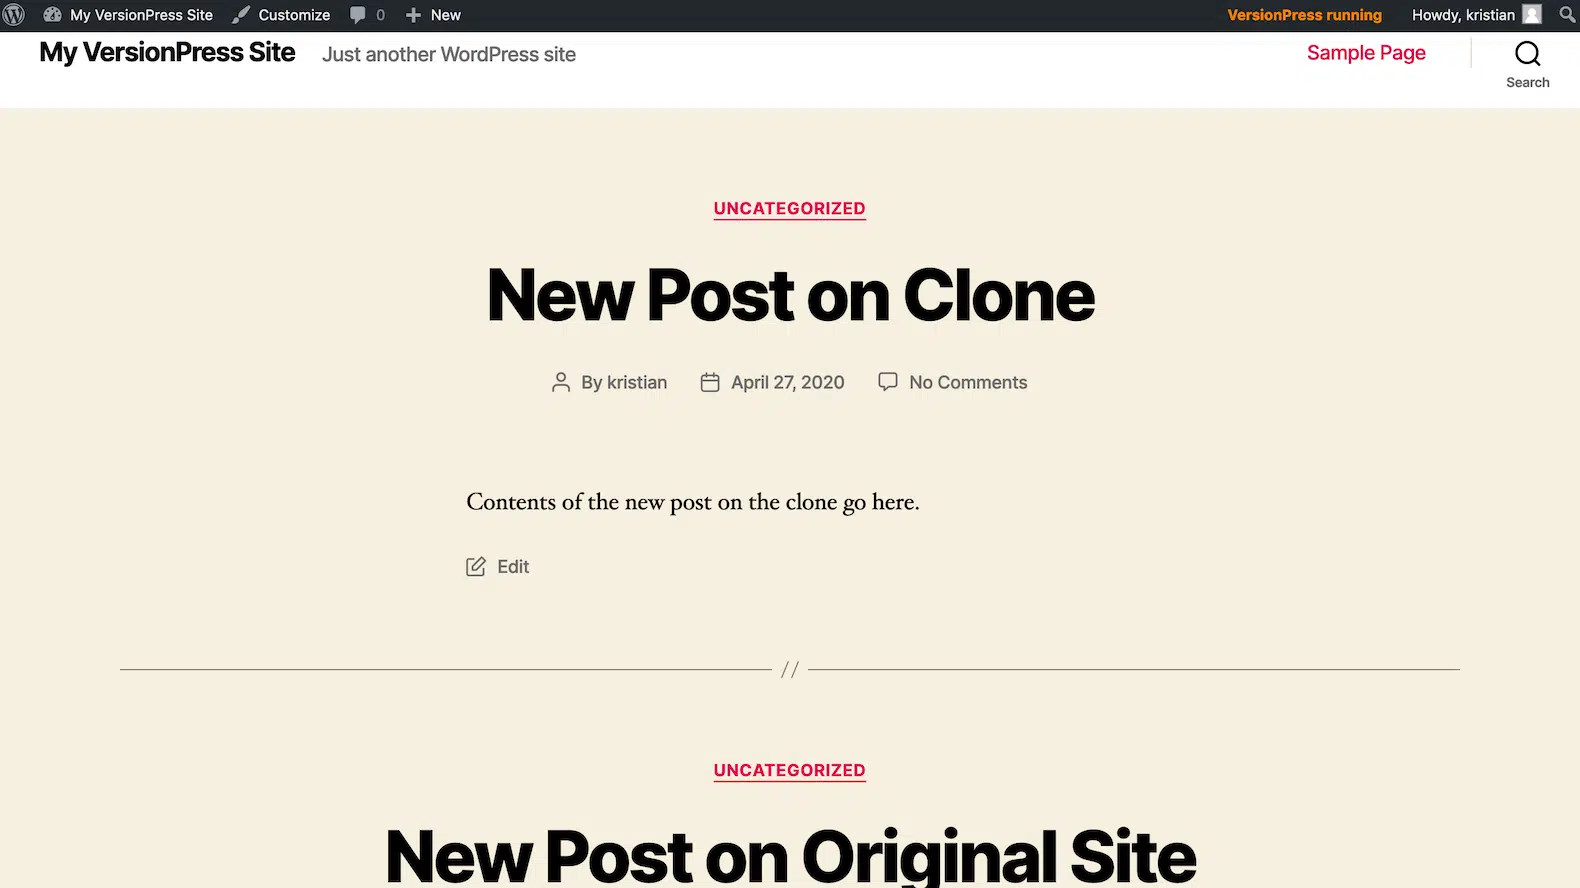 My VersionPress Site Customize 0 New VersionPress running Howdy, kristian
My VersionPress Site Just another WordPress site Sample Page
Search
UNCATEGORIZED
New Post on Clone
By kristian April 27, 2020 No Comments
Contents of the new post on the clone go here.
Edit
//
UNCATEGORIZED
New Post on Original Site